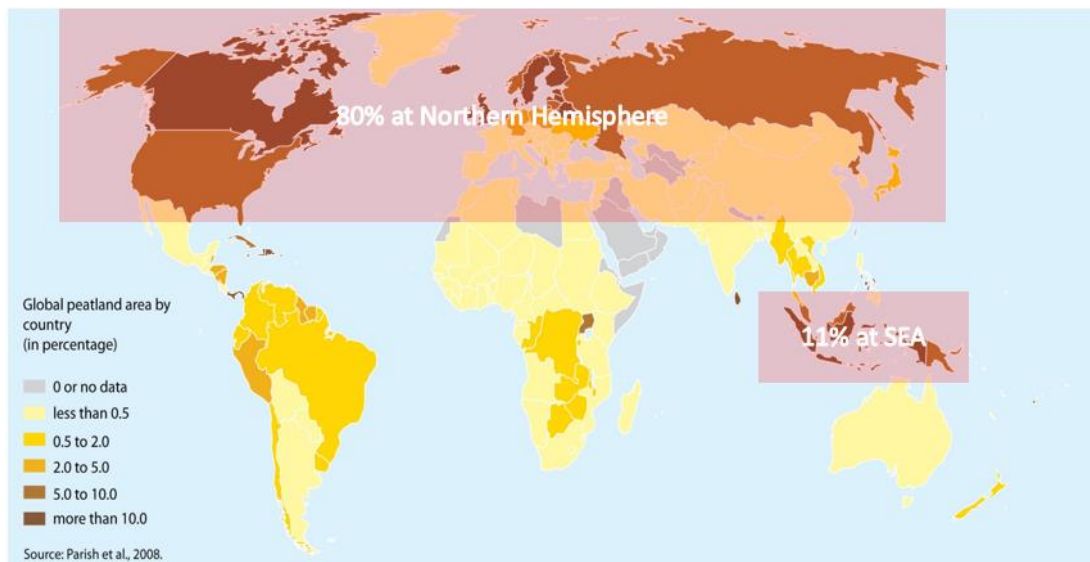 80% at Northern Hemisphere
11% at SEA
Global peatland area by
country
(in percentage)
0 or no data
less than 0.5
0.5 to 2.0
2.0 to 5.0
5.0 to 10.0
more than 10.0
Source: Parish et al., 2008.